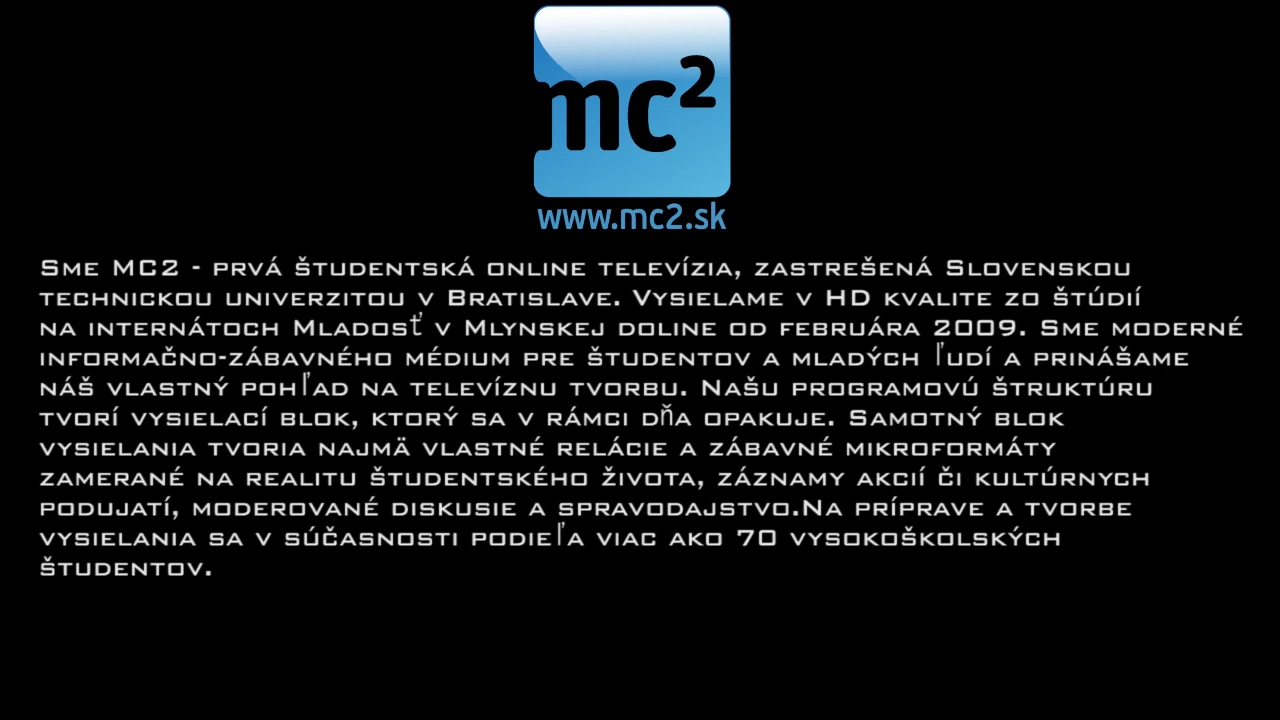 mc²
www.mc2.sk
Sme MC2 - prvá študentská online televízia, zastrešená Slovenskou
technickou univerzitou v Bratislave. Vysielame v HD kvalite zo štúdií
na internátoch Mladosť v Mlynskej doline od februára 2009. Sme moderné
informačno-zábavného médium pre študentov a mladých ľudí a prinášame
náš vlastný pohľad na televíznu tvorbu. Našu programovú štruktúru
tvorí vysielací blok, ktorý sa v rámci dňa opakuje. Samotný blok
vysielania tvoria najmä vlastné relácie a zábavné mikroformáty
zamerané na realitu študentského života, záznamy akcií či kultúrnych
podujatí, moderované diskusie a spravodajstvo.Na príprave a tvorbe
vysielania sa v súčasnosti podieľa viac ako 70 vysokoškolských
študentov.